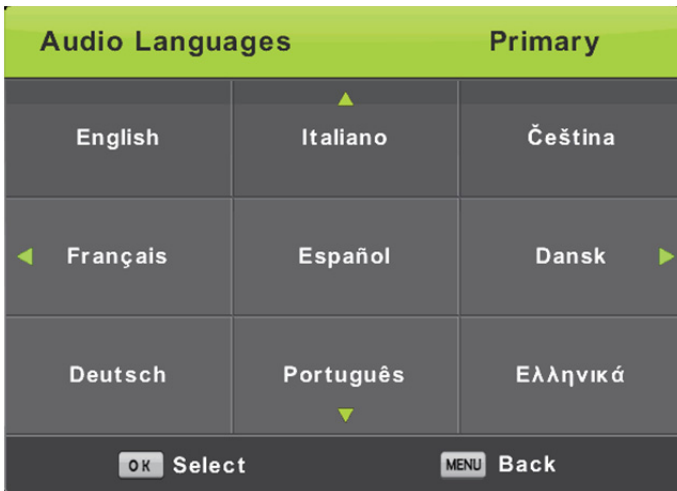 Audio Languages Primary
English Italiano Čeština
Français Español Dansk
Deutsch Português Ελληνικά
OK Select MENU Back